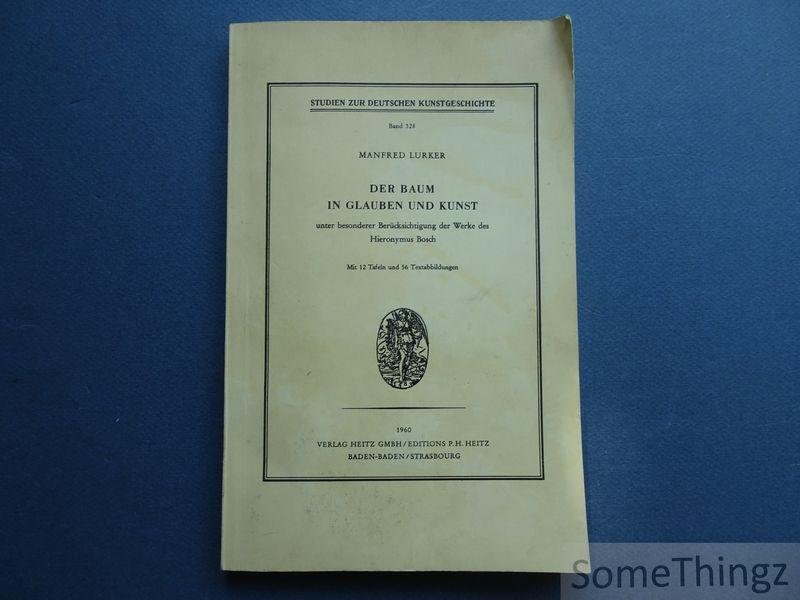 STUDIEN ZUR DEUTSCHEN KUNSTGESCHICHTE
Band 328
MANFRED LURKER
DER BAUM
IN GLAUBEN UND KUNST
unter besonderer Berücksichtigung der Werke des
Hieronymus Bosch
Mit 12 Tafeln und 56 Textabbildungen
1960
VERLAG HEITZ GMBH/EDITIONS P. H. HEITZ
BADEN-BADEN/STRASBOURG
SomeThingz